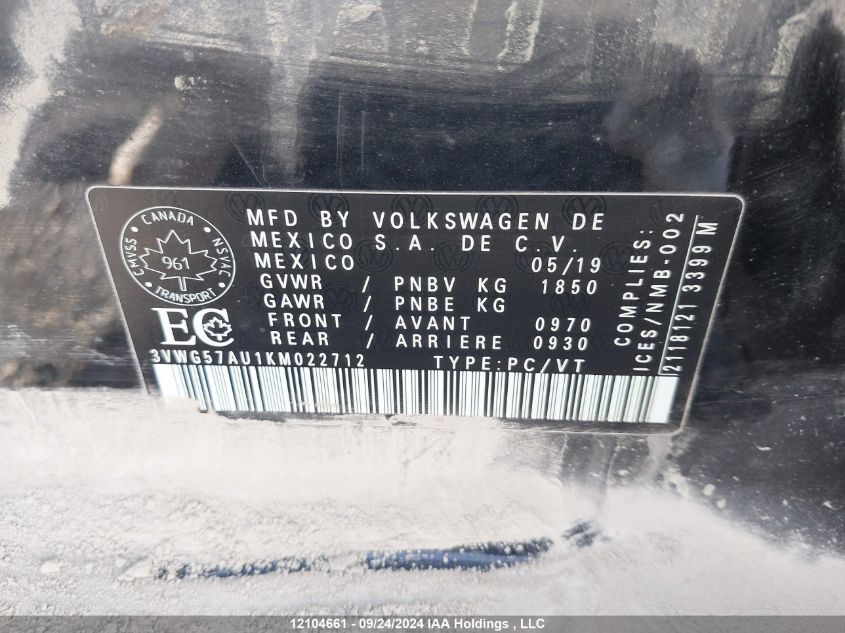 CANADA
CMVSS
NSVAC
961
TRANSPORT
EC
MFD BY VOLKSWAGEN DE
MEXICO S.A. DE C.V.
MEXICO 05/19
GVWR / PNBV KG 1850
GAWR / PNBE KG
FRONT / AVANT 0970
REAR / ARRIERE 0930
3VWG57AU1KM022712 TYPE:PC/VT
COMPLIES:
ICES/NMB-002
2118121 3399 M
12104661 - 09/24/2024 IAA Holdings , LLC